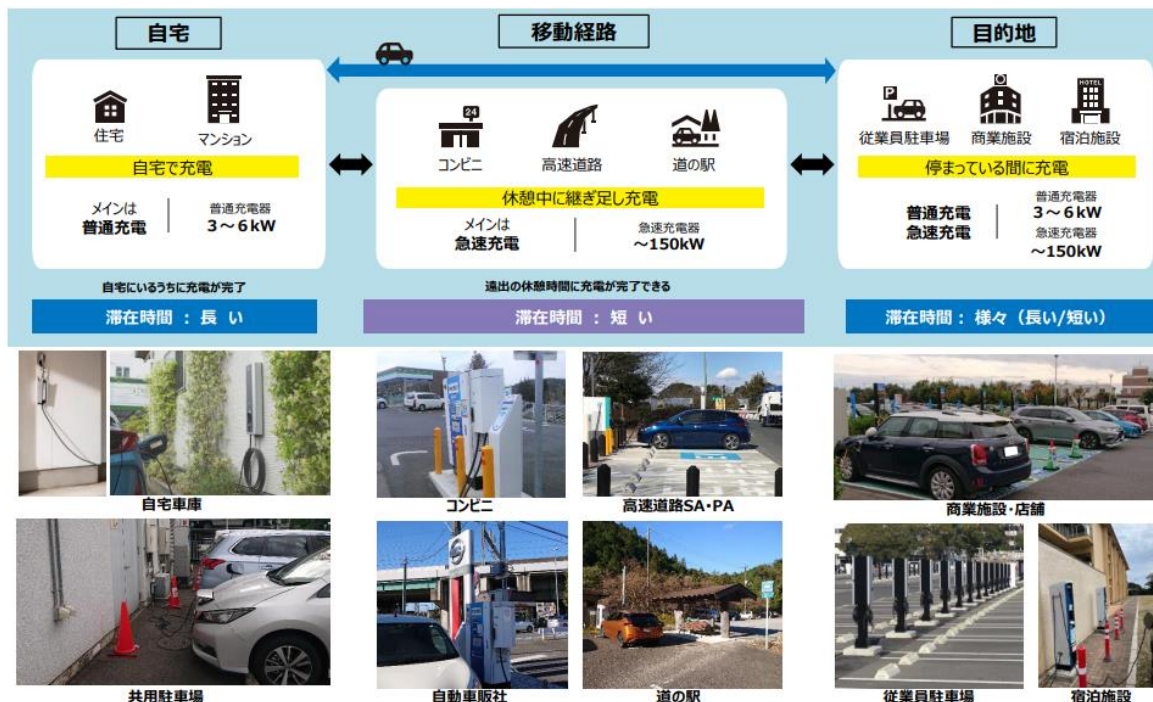 自宅
移動経路
目的地
住宅
マンション
自宅で充電
メインは
普通充電
普通充電器
3～6kW
24
コンビニ
高速道路
道の駅
休憩中に継ぎ足し充電
メインは
急速充電
急速充電器
～150kW
P
HOTEL
従業員駐車場
商業施設
宿泊施設
停まっている間に充電
普通充電
急速充電
普通充電器
3～6kW
急速充電器
～150kW
自宅にいるうちに充電が完了
遠出の休憩時間に充電が完了できる
滞在時間 ： 長 い
滞在時間 ： 短 い
滞在時間 ： 様々（長い/短い）
自宅車庫
コンビニ
高速道路SA・PA
商業施設・店舗
共用駐車場
自動車販社
道の駅
従業員駐車場
宿泊施設